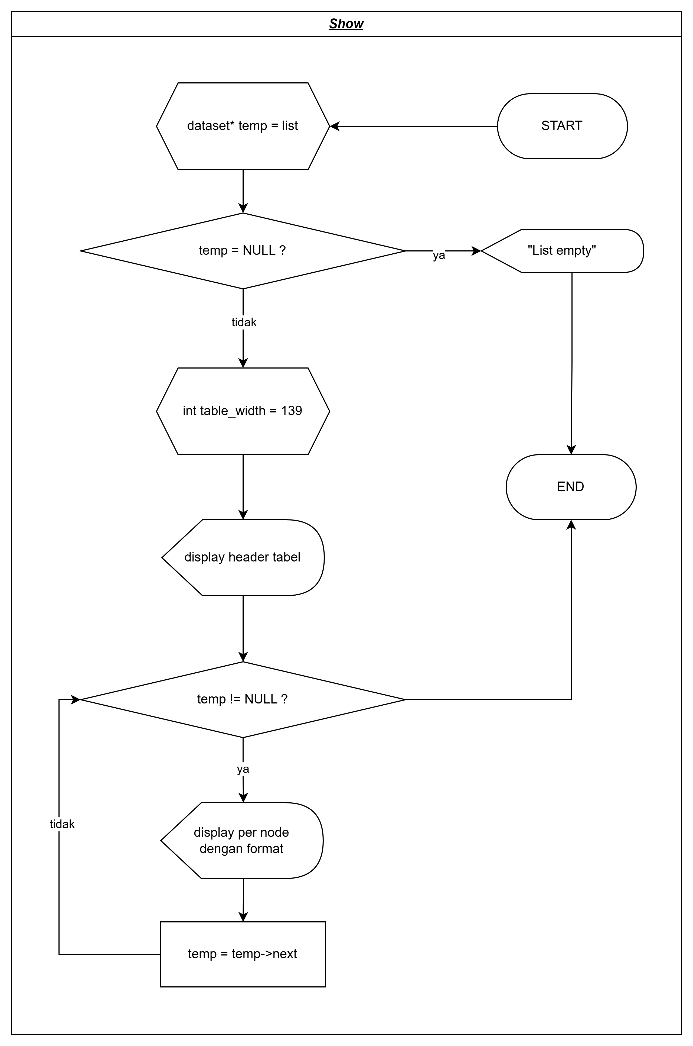 Show
START
dataset* temp = list
temp = NULL ?
ya
"List empty"
tidak
int table_width = 139
END
display header tabel
temp != NULL ?
ya
tidak
display per node
dengan format
temp = temp->next